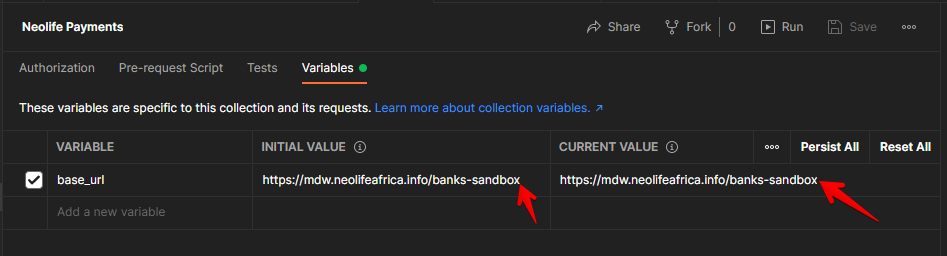 Neolife Payments Share Fork 0 Run Save
Authorization Pre-request Script Tests Variables
These variables are specific to this collection and its requests. Learn more about collection variables. ↗
VARIABLE INITIAL VALUE CURRENT VALUE Persist All Reset All
base_url https://mdw.neolifeafrica.info/banks-sandbox https://mdw.neolifeafrica.info/banks-sandbox
Add a new variable